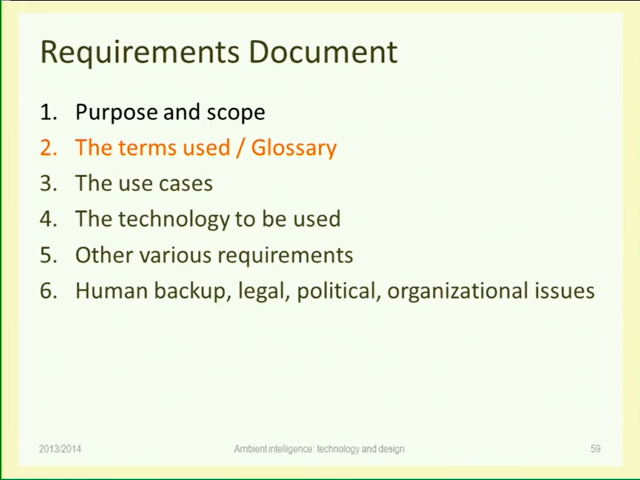 Requirements Document
1. Purpose and scope
2. The terms used / Glossary
3. The use cases
4. The technology to be used
5. Other various requirements
6. Human backup, legal, political, organizational issues
2013/2014 Ambient intelligence: technology and design 59